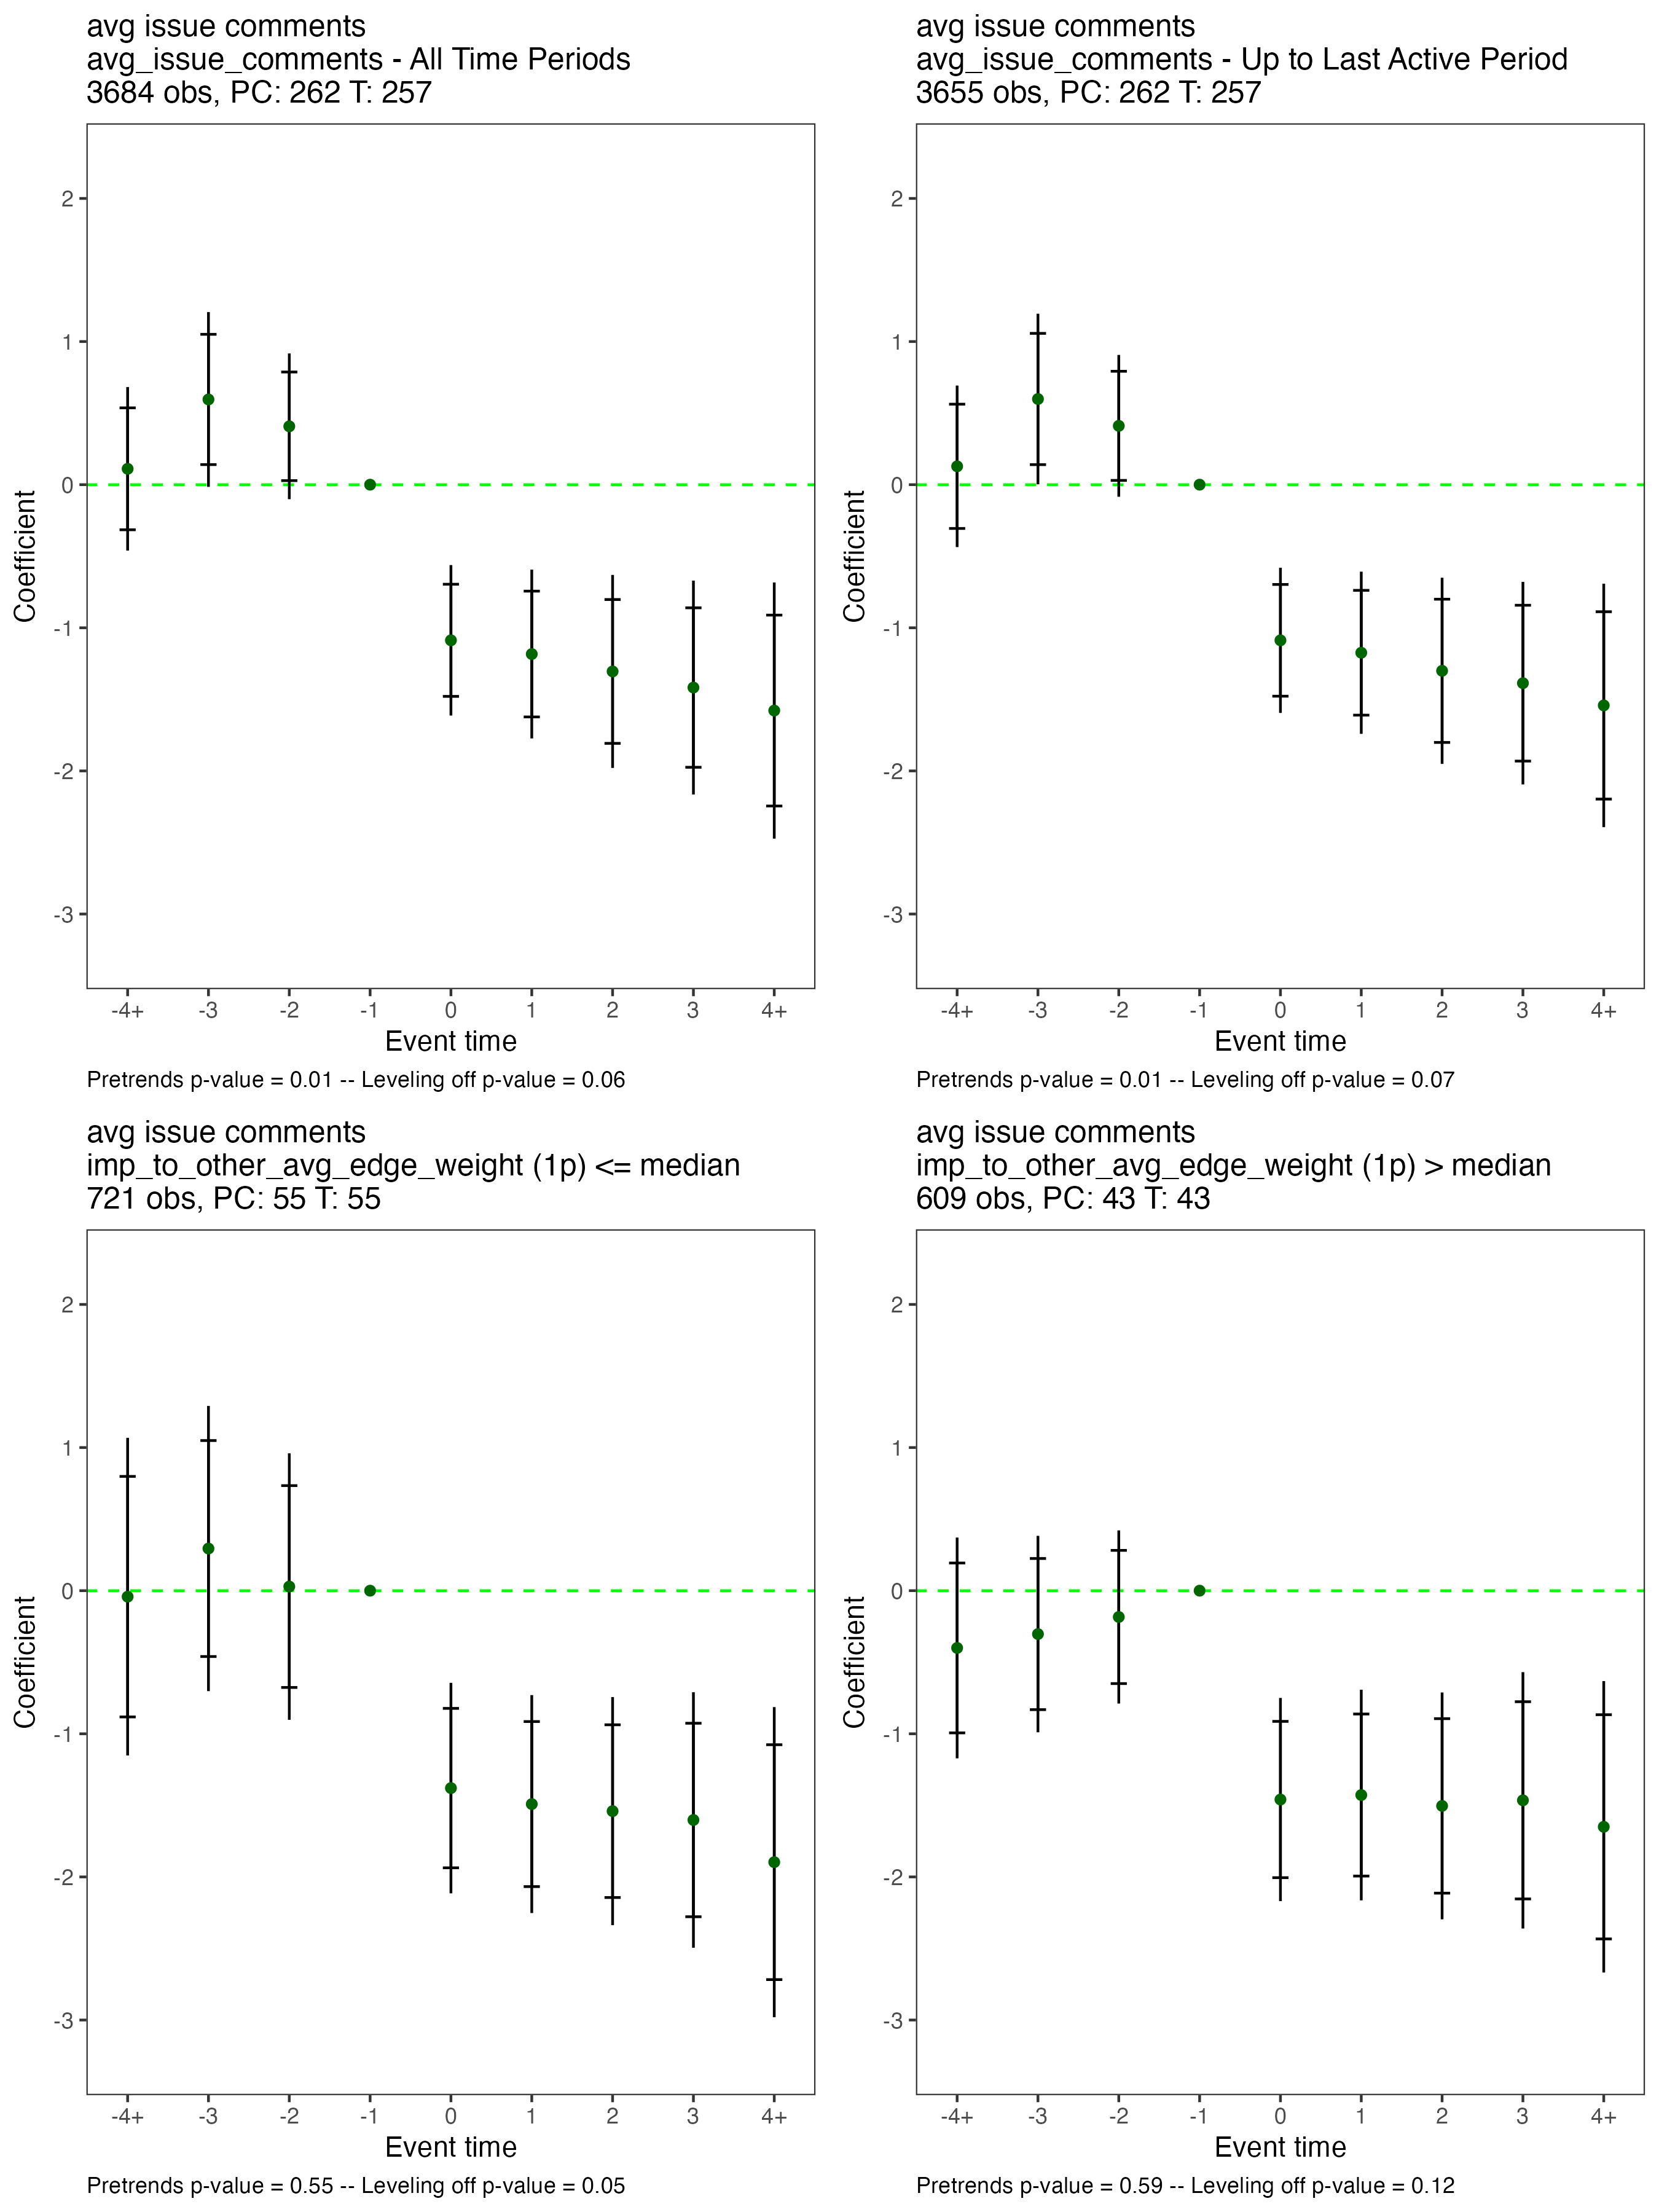 avg issue comments
avg_issue_comments - All Time Periods
3684 obs, PC: 262 T: 257
2
1
0
-1
-2
-3
Coefficient
-4+ -3 -2 -1 0 1 2 3 4+
Event time
Pretrends p-value = 0.01 -- Leveling off p-value = 0.06
avg issue comments
avg_issue_comments - Up to Last Active Period
3655 obs, PC: 262 T: 257
2
1
0
-1
-2
-3
Coefficient
-4+ -3 -2 -1 0 1 2 3 4+
Event time
Pretrends p-value = 0.01 -- Leveling off p-value = 0.07
avg issue comments
imp_to_other_avg_edge_weight (1p) <= median
721 obs, PC: 55 T: 55
2
1
0
-1
-2
-3
Coefficient
-4+ -3 -2 -1 0 1 2 3 4+
Event time
Pretrends p-value = 0.55 -- Leveling off p-value = 0.05
avg issue comments
imp_to_other_avg_edge_weight (1p) > median
609 obs, PC: 43 T: 43
2
1
0
-1
-2
-3
Coefficient
-4+ -3 -2 -1 0 1 2 3 4+
Event time
Pretrends p-value = 0.59 -- Leveling off p-value = 0.12